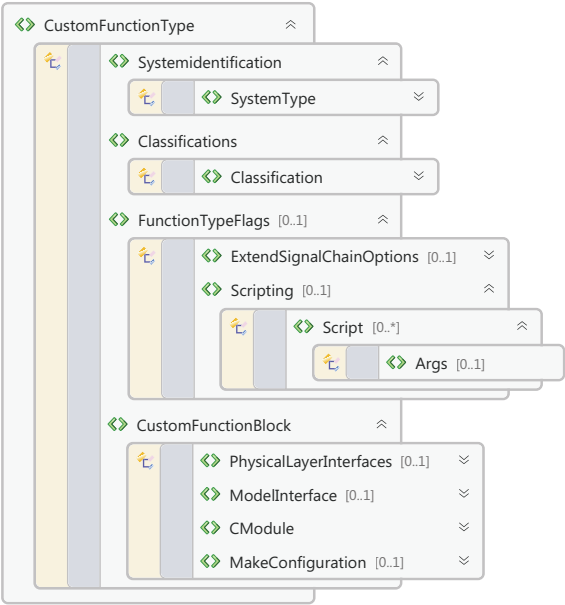 CustomFunctionType
Systemidentification
SystemType
Classifications
Classification
FunctionTypeFlags [0..1]
ExtendSignalChainOptions [0..1]
Scripting [0..1]
Script [0..*]
Args [0..1]
CustomFunctionBlock
PhysicalLayerInterfaces [0..1]
ModelInterface [0..1]
CModule
MakeConfiguration [0..1]